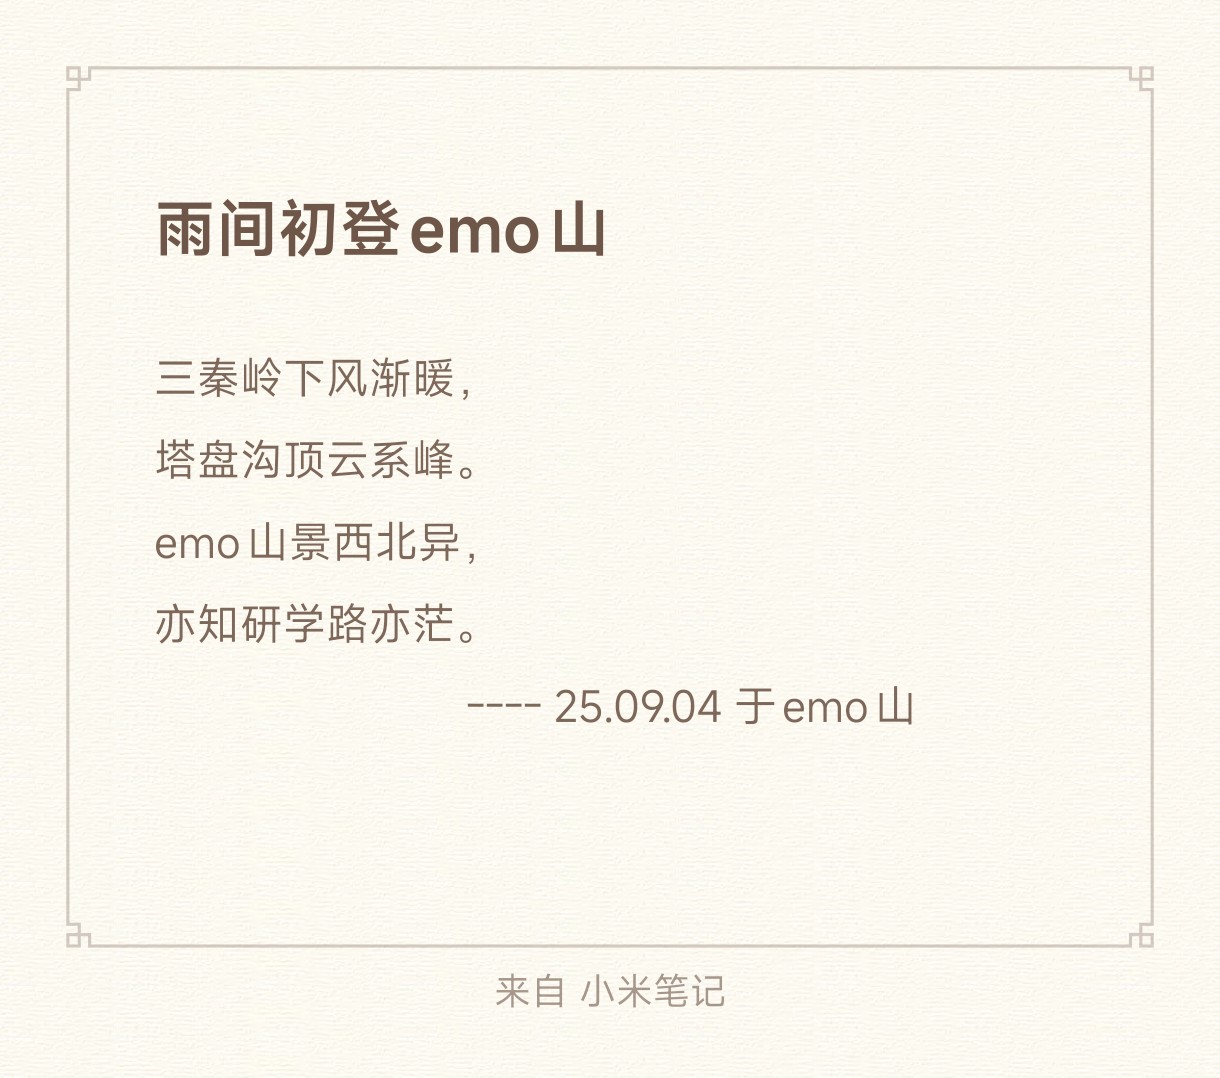 雨间初登emo山
三秦岭下风渐暖，
塔盘沟顶云系峰。
emo山景西北异，
亦知研学路亦茫。
---- 25.09.04 于emo山
来自 小米笔记